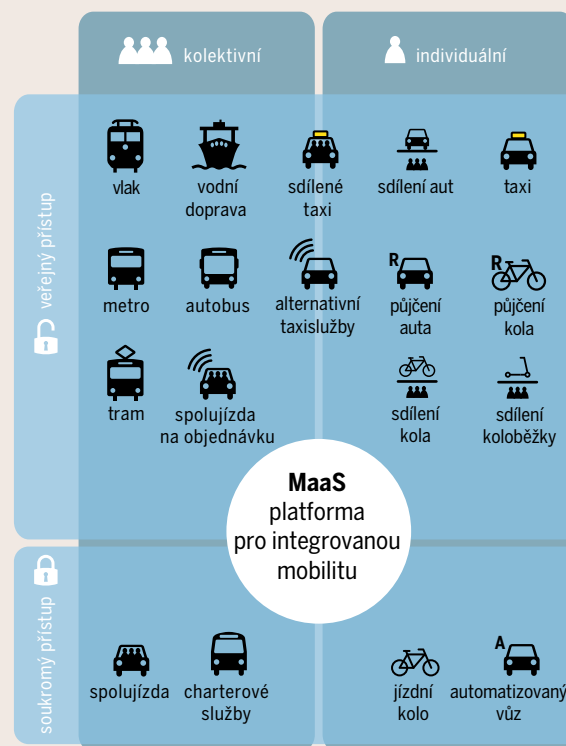 kolektivní
individuální
veřejný přístup
vlak
vodní
doprava
sdílené
taxi
sdílení aut
taxi
metro
autobus
alternativní
taxislužby
R
půjčení
auta
R
půjčení
kola
tram
spolujízda
na objednávku
sdílení
kola
sdílení
koloběžky
MaaS
platforma
pro integrovanou
mobilitu
soukromý přístup
spolujízda
charterové
služby
jízdní
kolo
A
automatizovaný
vůz